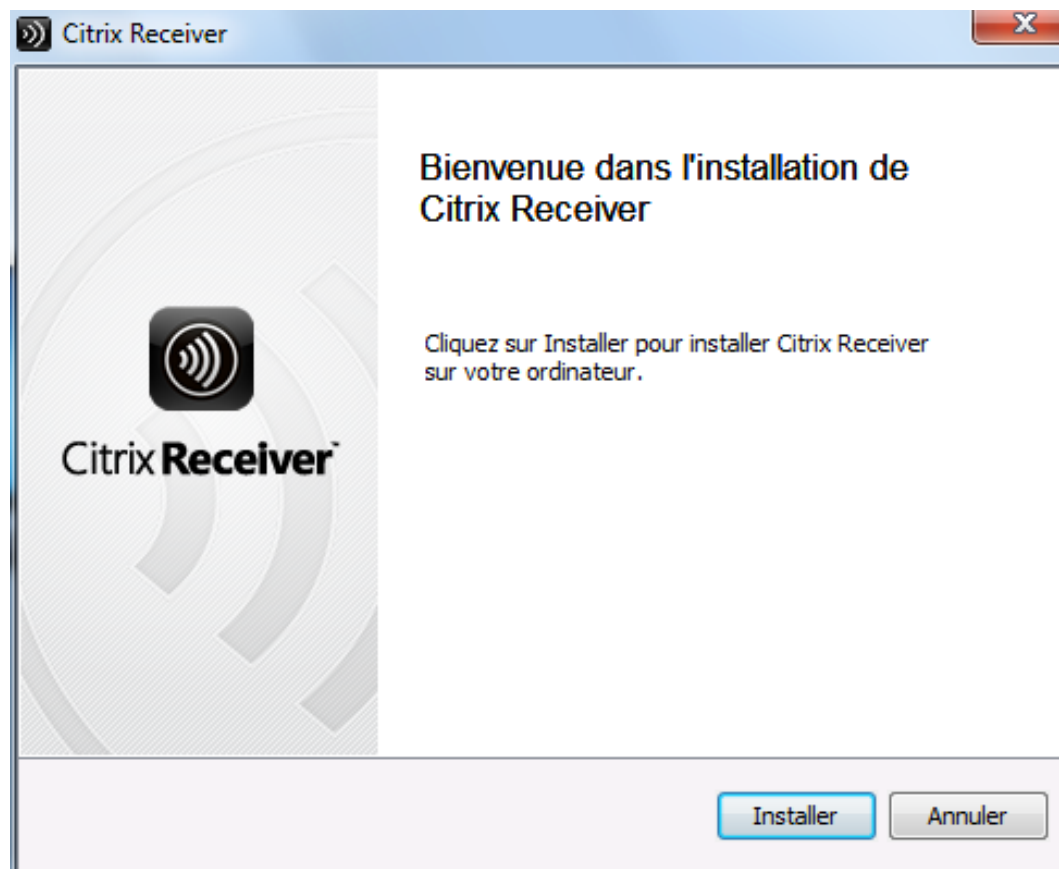 Citrix Receiver
X
Bienvenue dans l'installation de
Citrix Receiver
Cliquez sur Installer pour installer Citrix Receiver
sur votre ordinateur.
Citrix Receiver™
Installer
Annuler